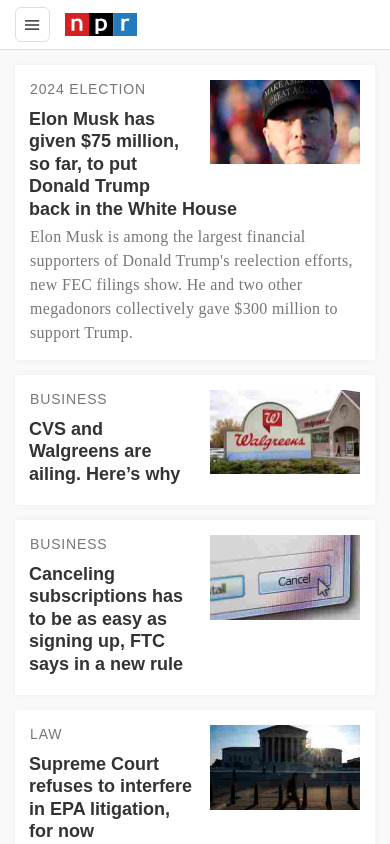 npr
2024 ELECTION
Elon Musk has
given $75 million,
so far, to put
Donald Trump
back in the White House
MAKE AMERICA
GREAT AGAIN
Elon Musk is among the largest financial
supporters of Donald Trump's reelection efforts,
new FEC filings show. He and two other
megadonors collectively gave $300 million to
support Trump.
BUSINESS
CVS and
Walgreens are
ailing. Here’s why
W
Walgreens
Walgreens
BUSINESS
Canceling
subscriptions has
to be as easy as
signing up, FTC
says in a new rule
tall
Cancel
LAW
Supreme Court
refuses to interfere
in EPA litigation,
for now